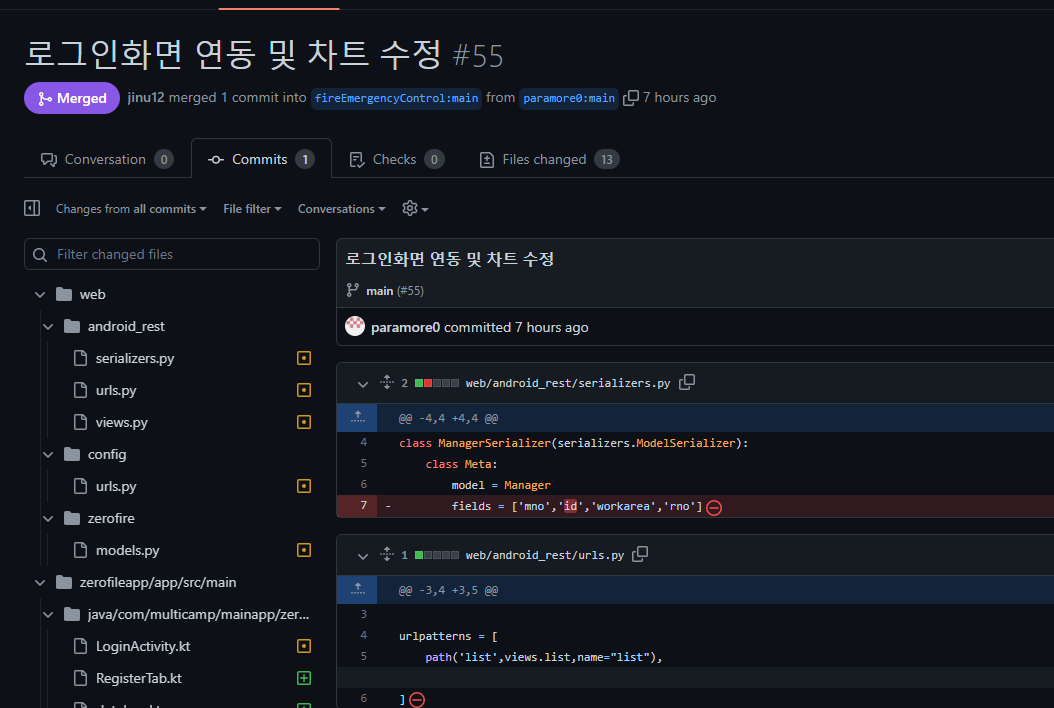 로그인화면 연동 및 차트 수정 #55
Merged jinu12 merged 1 commit into fireEmergencyControl:main from paramore0:main 7 hours ago
Conversation 0 Commits 1 Checks 0 Files changed 13
Changes from all commits File filter Conversations
Filter changed files
web
android_rest
serializers.py
urls.py
views.py
config
urls.py
zerofire
models.py
zerofileapp/app/src/main
java/com/multicamp/mainapp/zer...
LoginActivity.kt
RegisterTab.kt
로그인화면 연동 및 차트 수정
main (#55)
paramore0 committed 7 hours ago
2 web/android_rest/serializers.py
@@ -4,4 +4,4 @@
4 class ManagerSerializer(serializers.ModelSerializer):
5 class Meta:
6 model = Manager
7 - fields = ['mno','id','workarea','rno']
1 web/android_rest/urls.py
@@ -3,4 +3,5 @@
3
4 urlpatterns = [
5 path('list',views.list,name="list"),
6 ]